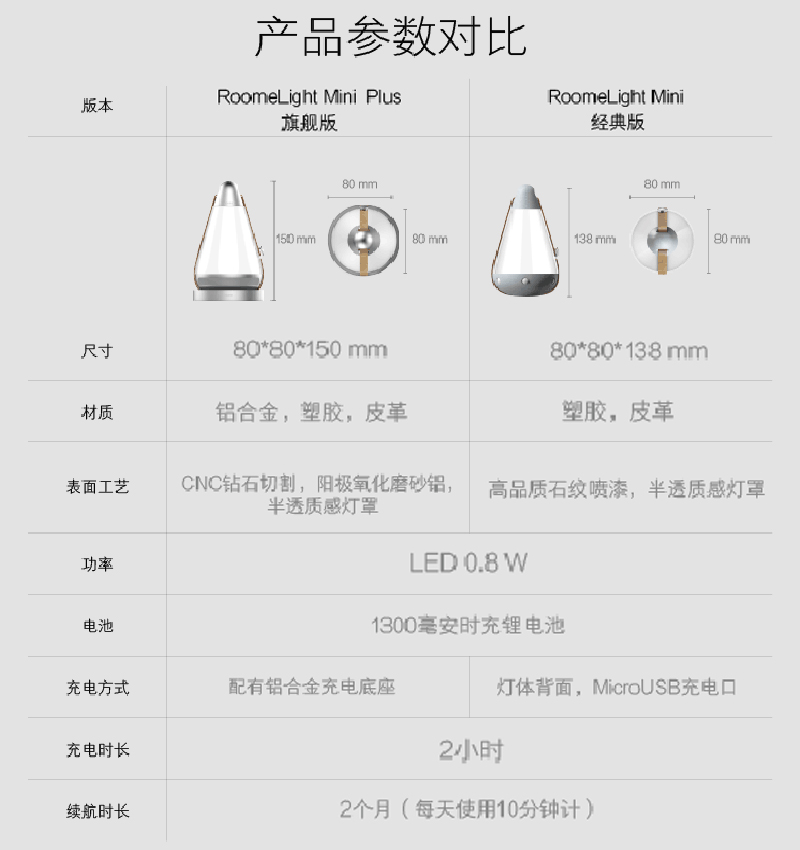 产品参数对比
版本
RoomeLight Mini Plus
旗舰版
RoomeLight Mini
经典版
80 mm
150 mm
80 mm
80 mm
138 mm
80 mm
尺寸
80*80*150 mm
80*80*138 mm
材质
铝合金，塑胶，皮革
塑胶，皮革
表面工艺
CNC钻石切割，阳极氧化磨砂铝，
半透质感灯罩
高品质石纹喷漆，半透质感灯罩
功率
LED 0.8 W
电池
1300毫安时充锂电池
充电方式
配有铝合金充电底座
灯体背面，MicroUSB充电口
充电时长
2小时
续航时长
2个月（每天使用10分钟计）